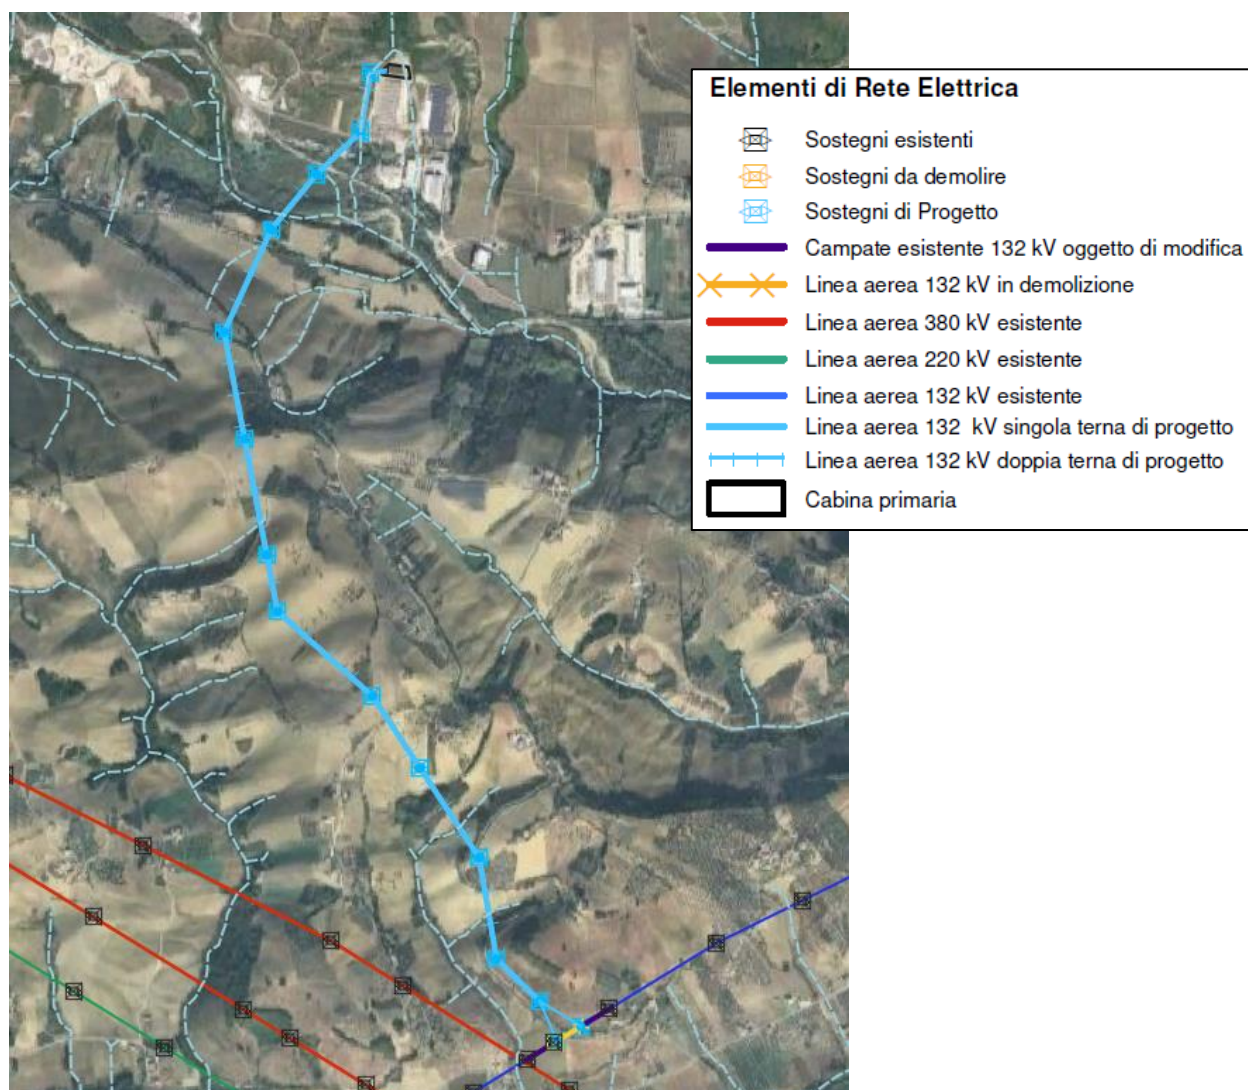 Elementi di Rete Elettrica
Sostegni esistenti
Sostegni da demolire
Sostegni di Progetto
Campate esistente 132 kV oggetto di modifica
Linea aerea 132 kV in demolizione
Linea aerea 380 kV esistente
Linea aerea 220 kV esistente
Linea aerea 132 kV esistente
Linea aerea 132 kV singola terna di progetto
Linea aerea 132 kV doppia terna di progetto
Cabina primaria